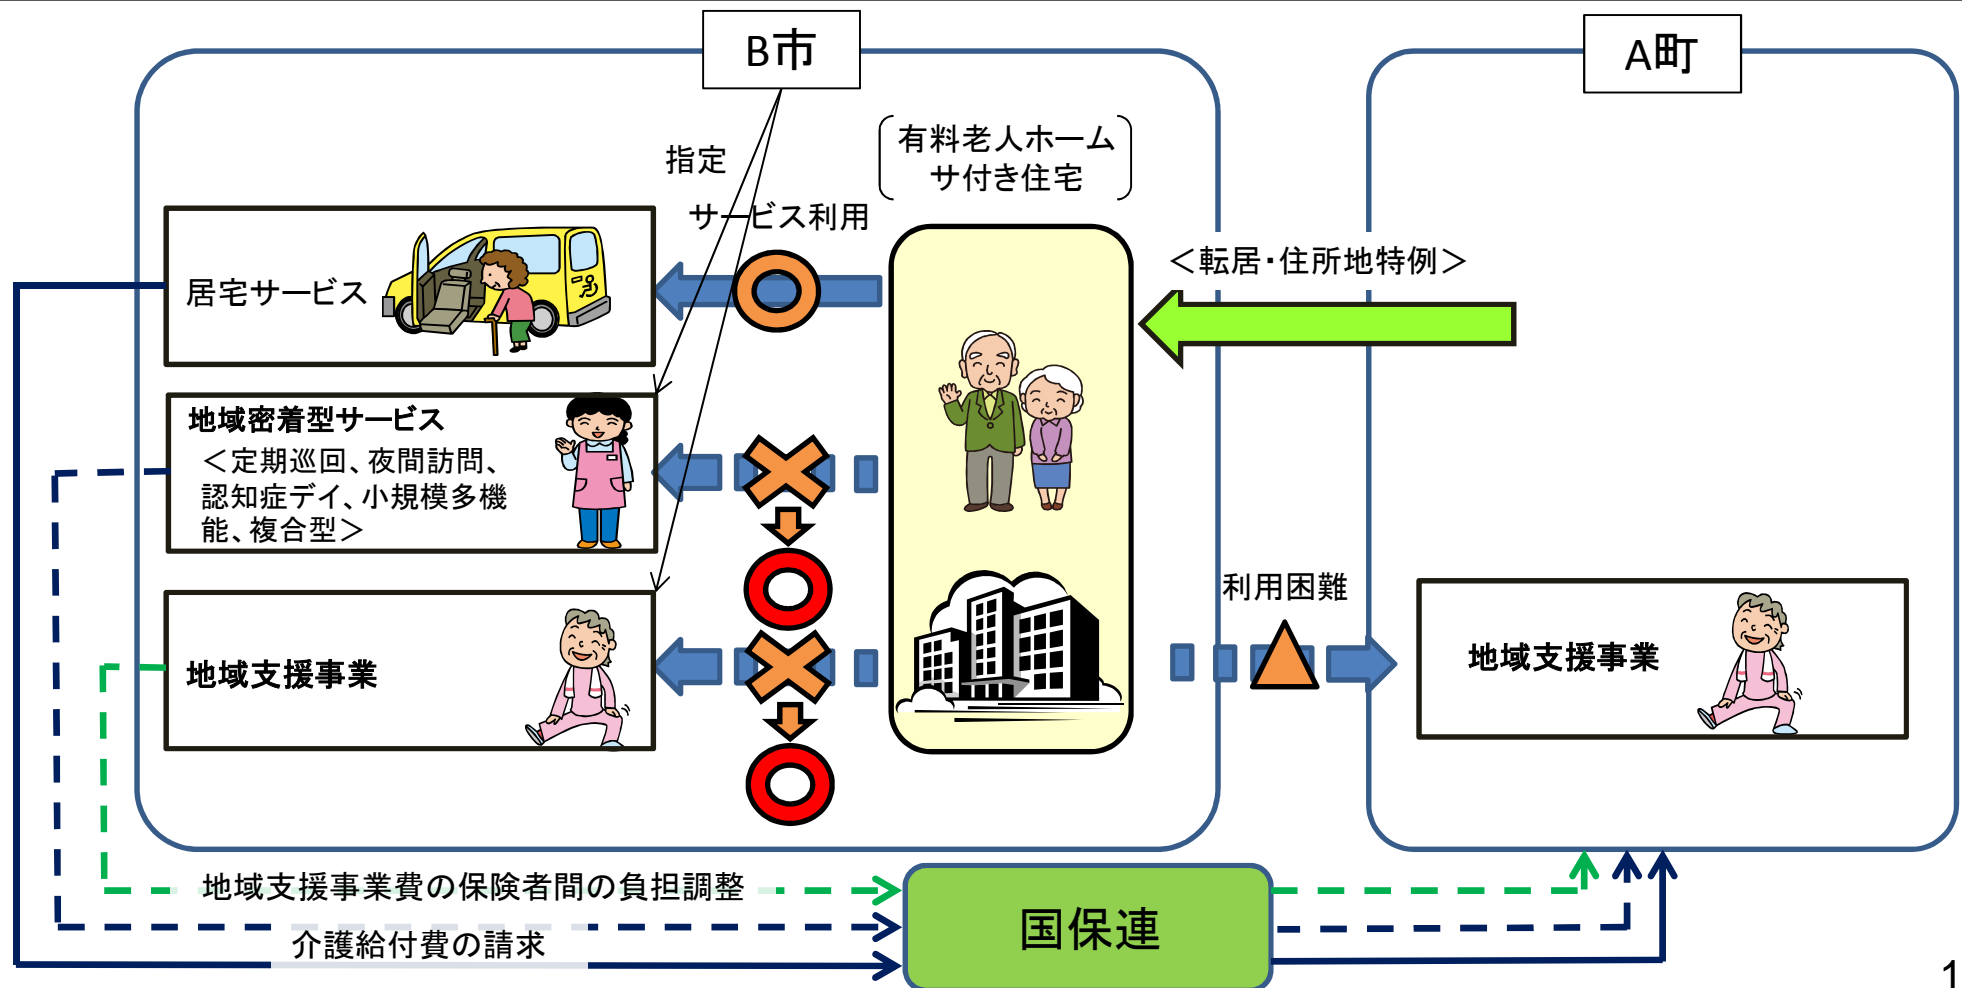 B市
A町
指定
有料老人ホーム
サ付き住宅
サービス利用
＜転居・住所地特例＞
居宅サービス
地域密着型サービス
＜定期巡回、夜間訪問、
認知症デイ、小規模多機
能、複合型＞
利用困難
地域支援事業
地域支援事業
地域支援事業費の保険者間の負担調整
介護給付費の請求
国保連
1